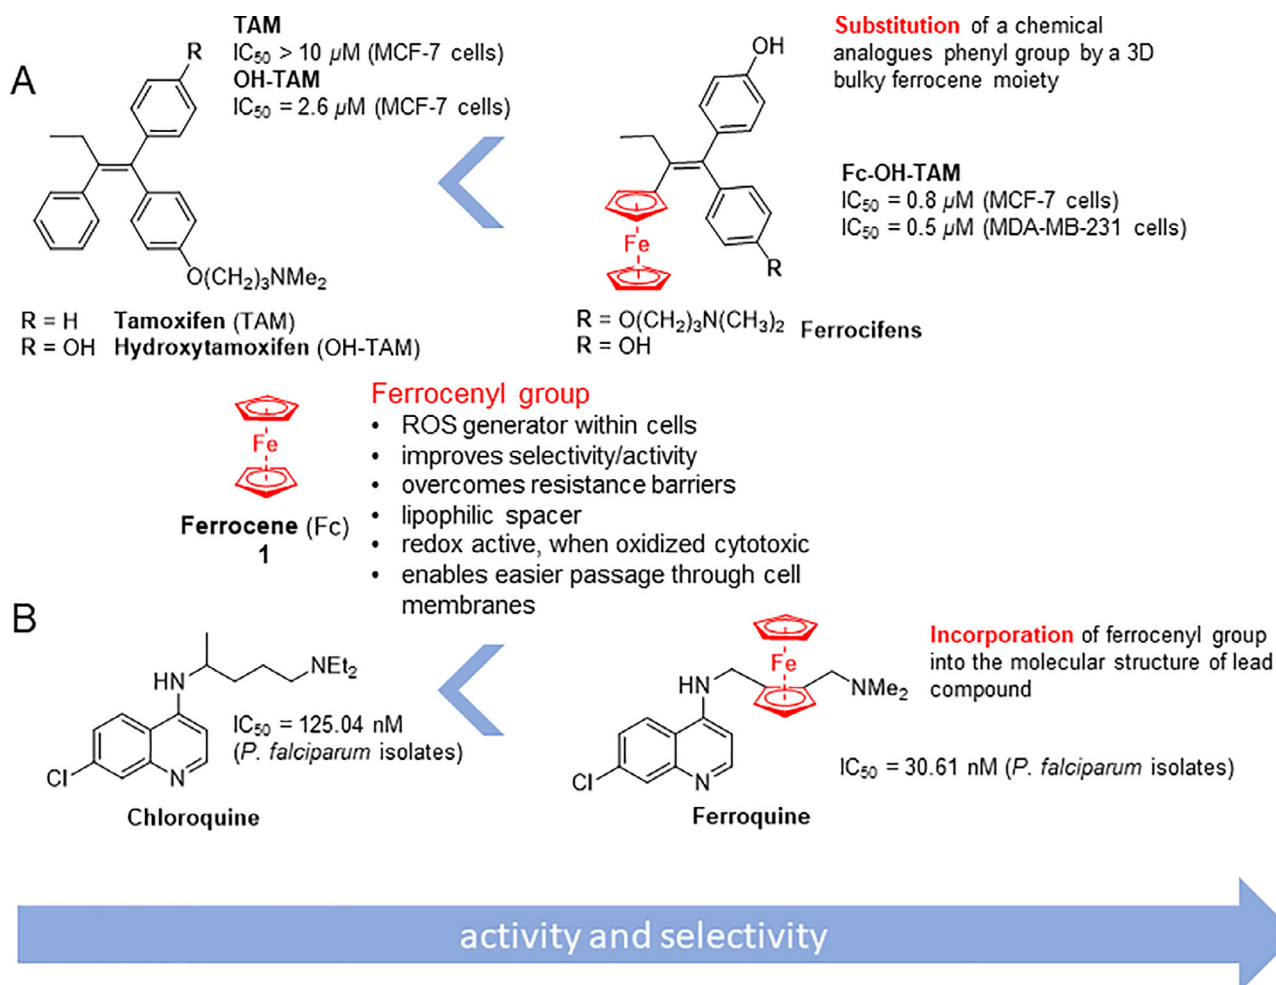 A
TAM
IC50 > 10 µM (MCF-7 cells)
OH-TAM
IC50 = 2.6 µM (MCF-7 cells)
R
O(CH2)3NMe2
R = H Tamoxifen (TAM)
R = OH Hydroxytamoxifen (OH-TAM)
OH
Fe
R
R = O(CH2)3N(CH3)2
R = OH
Ferrocifens
Substitution of a chemical
analogues phenyl group by a 3D
bulky ferrocene moiety
Fc-OH-TAM
IC50 = 0.8 µM (MCF-7 cells)
IC50 = 0.5 µM (MDA-MB-231 cells)
Fe
Ferrocene (Fc)
1
Ferrocenyl group
• ROS generator within cells
• improves selectivity/activity
• overcomes resistance barriers
• lipophilic spacer
• redox active, when oxidized cytotoxic
• enables easier passage through cell
membranes
B
HN
NEt2
Cl
N
IC50 = 125.04 nM
(P. falciparum isolates)
Chloroquine
Fe
HN
NMe2
Cl
N
Ferroquine
Incorporation of ferrocenyl group
into the molecular structure of lead
compound
IC50 = 30.61 nM (P. falciparum isolates)
activity and selectivity